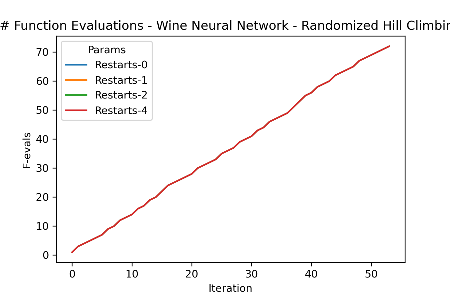 # Function Evaluations - Wine Neural Network - Randomized Hill Climbin
Params
Restarts-0
Restarts-1
Restarts-2
Restarts-4
F-evals
70
60
50
40
30
20
10
0
0 10 20 30 40 50
Iteration